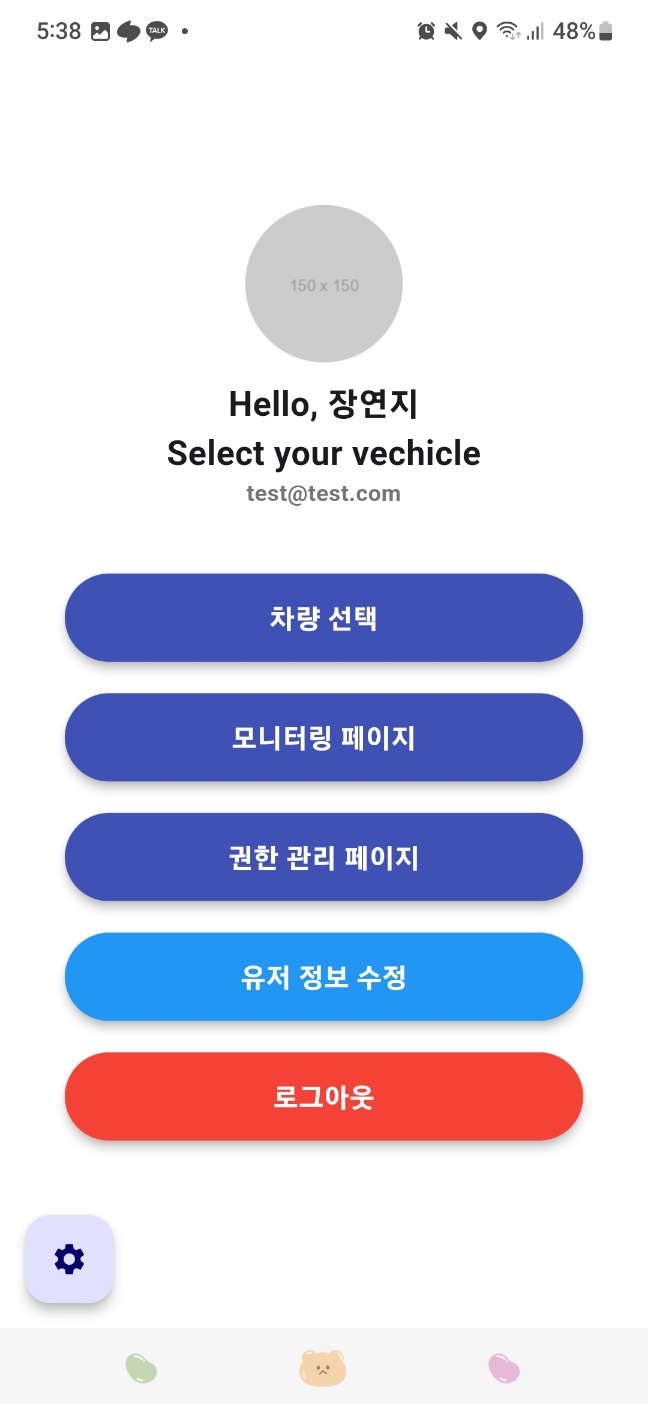 5:38 TALK 48%
150 x 150
Hello, 장연지
Select your vechicle
test@test.com
차량 선택
모니터링 페이지
권한 관리 페이지
유저 정보 수정
로그아웃